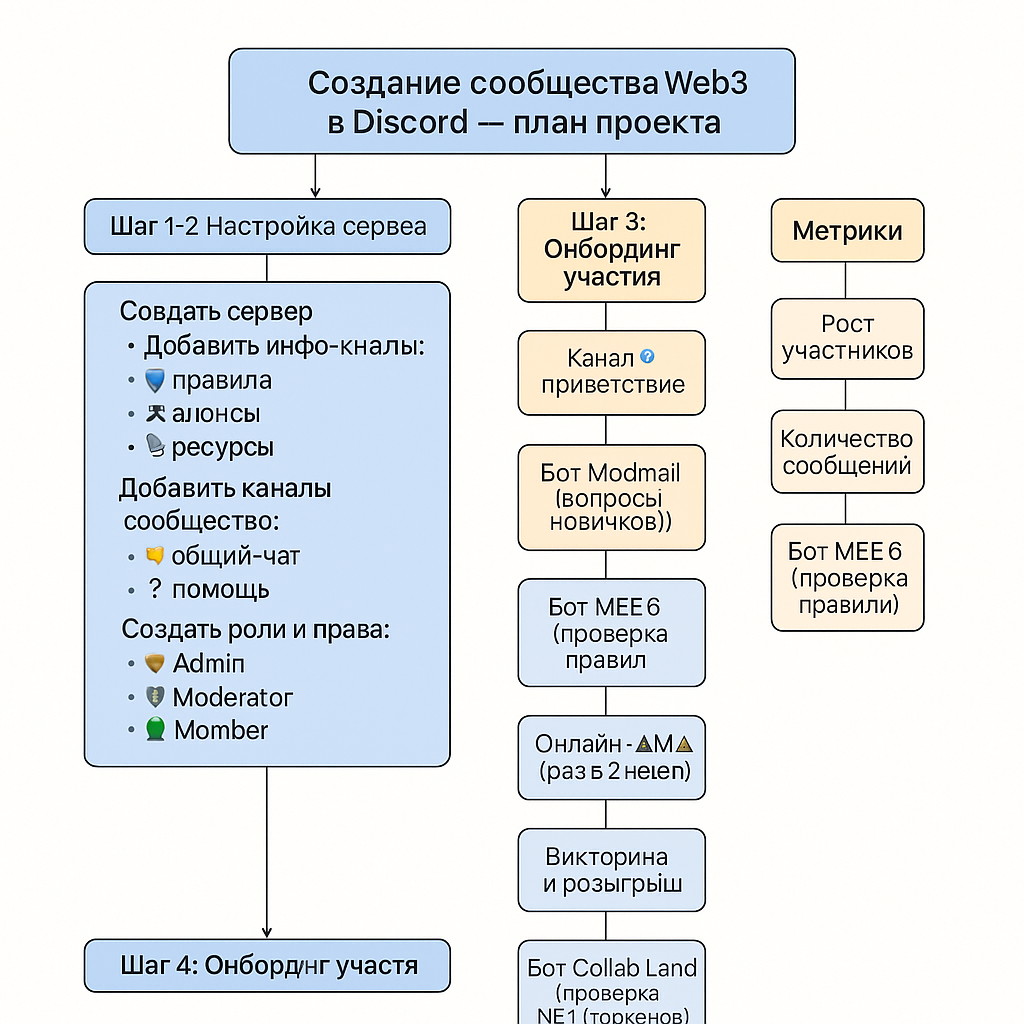 Создание сообщества Web3
в Discord — план проекта
Шаг 1-2 Настройка сервеа
Совдать сервер
• Добавить инфо-кналы:
• правила
• алонсы
• ресурсы
Добавить каналы
сообщество:
• общий-чат
• ? помощь
Создать роли и права:
• Admin
• Moderator
• Momber
Шаг 4: Онбординг участя
Шаг 3:
Онбординг
участия
Канал ?
приветствие
Бот Modmail
(вопросы
новичков))
Бот MEE 6
(проверка
правил
Онлайн - AMA
(раз в 2
Викторина
и розыгрыш
Бот Collab Land
(проверка
NE1 (торкенов)
Метрики
Рост
участников
Количество
сообщений
Бот MEE 6
(проверка
правили)